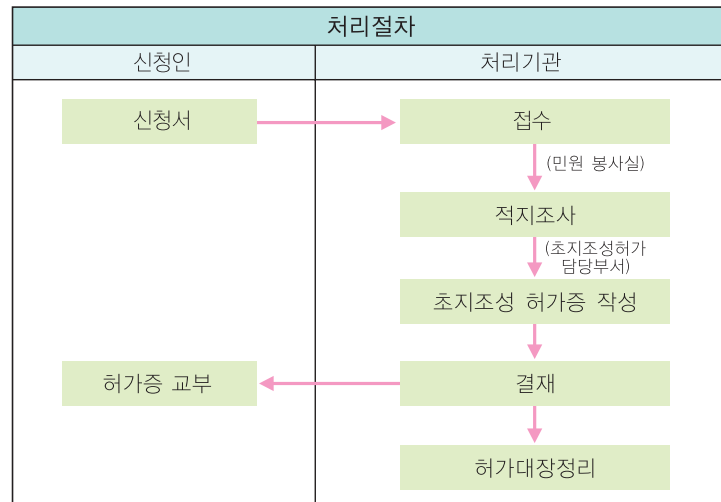 처리절차
신청인
처리기관
신청서
접수
(민원 봉사실)
적지조사
(초지조성허가
담당부서)
초지조성 허가증 작성
허가증 교부
결재
허가대장정리